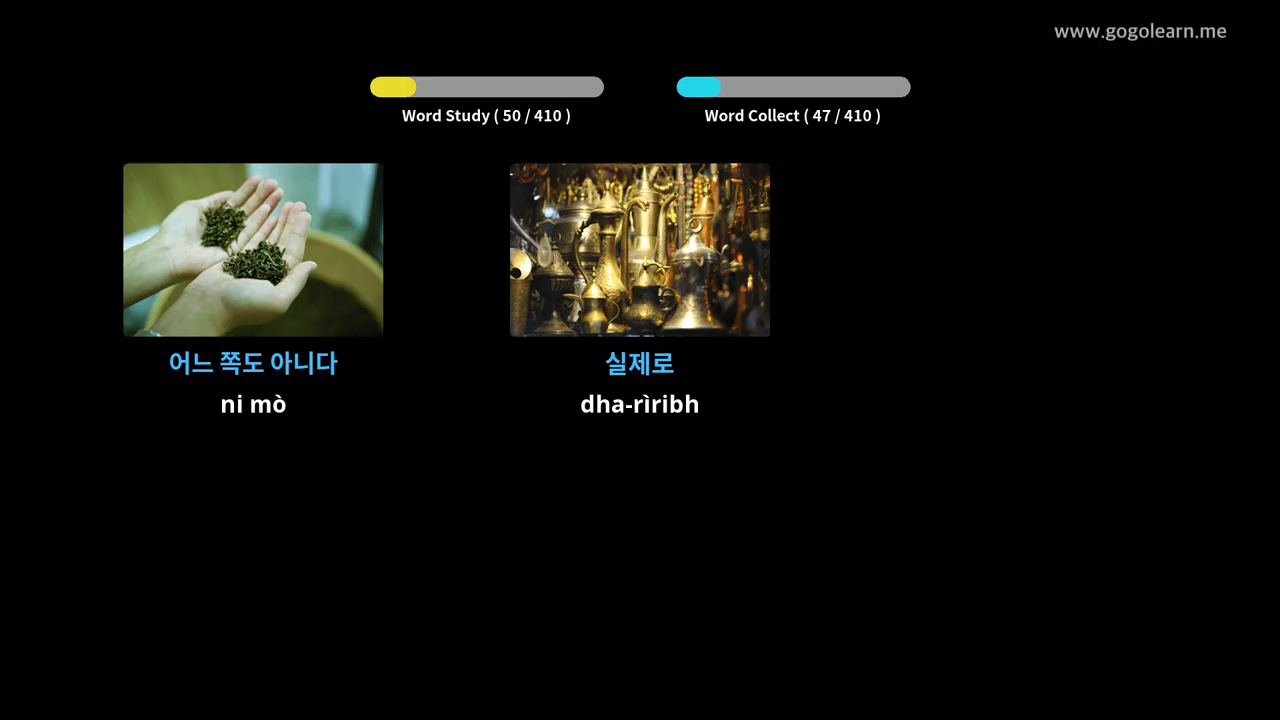 www.gogolearn.me
Word Study ( 50 / 410 )
Word Collect ( 47 / 410 )
어느 쪽도 아니다
ni mò
실제로
dha-rìribh